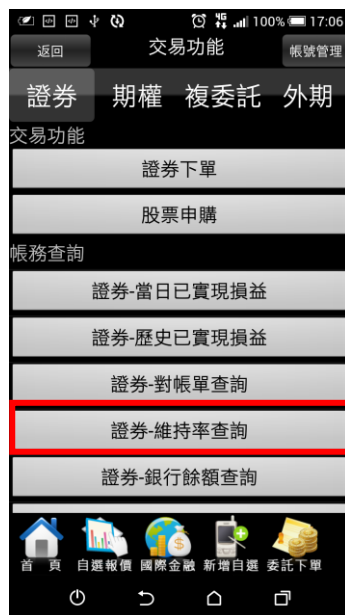 4G 100% 17:06
返回 交易功能 帳號管理
證券 期權 複委託 外期
交易功能
證券下單
股票申購
帳務查詢
證券-當日已實現損益
證券-歷史已實現損益
證券-對帳單查詢
證券-維持率查詢
證券-銀行餘額查詢
首 頁 自選報價 國際金融 新增自選 委託下單